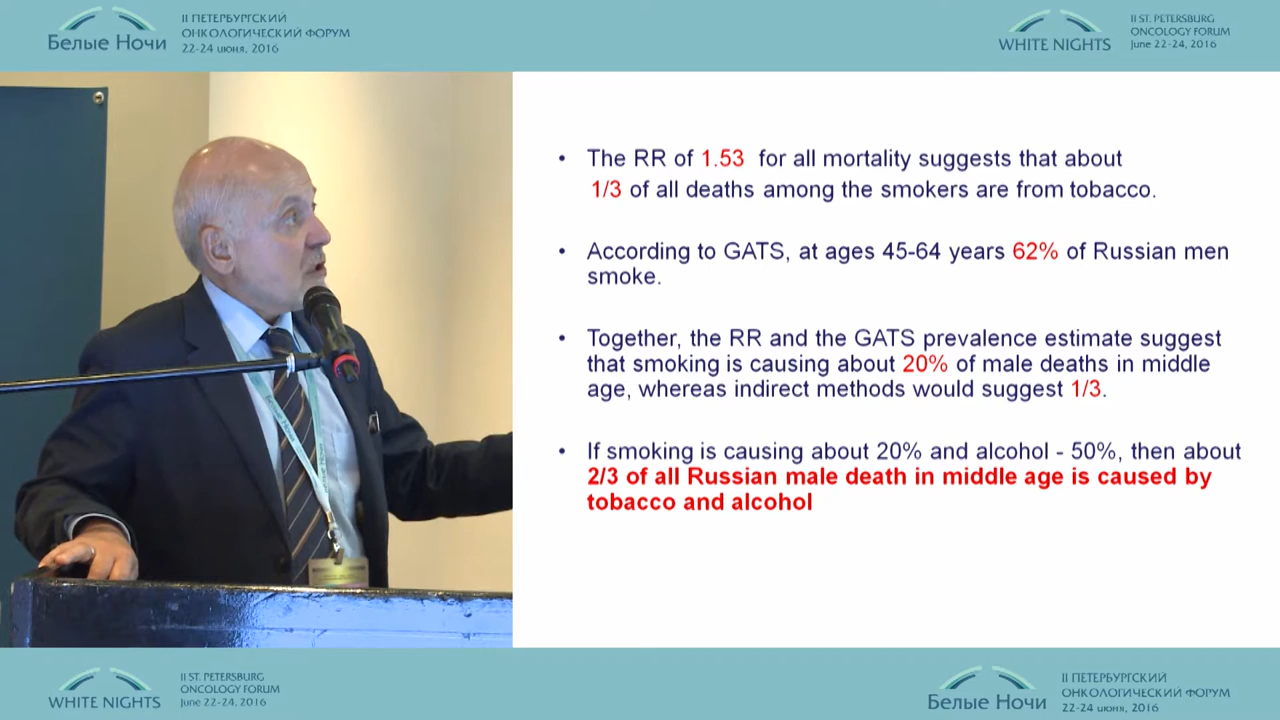 Белые Ночи
II ПЕТЕРБУРГСКИЙ
ОНКОЛОГИЧЕСКИЙ ФОРУМ
22-24 июня, 2016
WHITE NIGHTS
II ST. PETERSBURG
ONCOLOGY FORUM
June 22-24, 2016
• The RR of 1.53 for all mortality suggests that about
1/3 of all deaths among the smokers are from tobacco.
• According to GATS, at ages 45-64 years 62% of Russian men
smoke.
• Together, the RR and the GATS prevalence estimate suggest
that smoking is causing about 20% of male deaths in middle
age, whereas indirect methods would suggest 1/3.
• If smoking is causing about 20% and alcohol - 50%, then about
2/3 of all Russian male death in middle age is caused by
tobacco and alcohol
WHITE NIGHTS
II ST. PETERSBURG
ONCOLOGY FORUM
June 22-24, 2016
Белые Ночи
II ПЕТЕРБУРГСКИЙ
ОНКОЛОГИЧЕСКИЙ ФОРУМ
22-24 июня, 2016